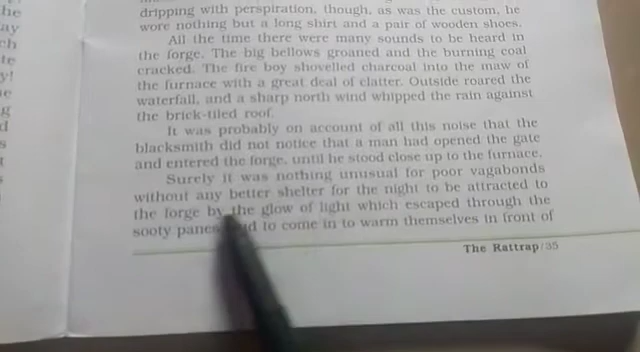 he
ay
ch
te
y!
g
d
s
dripping with perspiration, though, as was the custom, he
wore nothing but a long shirt and a pair of wooden shoes.
All the time there were many sounds to be heard in
the forge. The big bellows groaned and the burning coal
cracked. The fire boy shovelled charcoal into the maw of
the furnace with a great deal of clatter. Outside roared the
waterfall, and a sharp north wind whipped the rain against
the brick-tiled roof.
It was probably on account of all this noise that the
blacksmith did not notice that a man had opened the gate
and entered the forge, until he stood close up to the furnace.
Surely it was nothing unusual for poor vagabonds
without any better shelter for the night to be attracted to
the forge by the glow of light which escaped through the
sooty panes to come in to warm themselves in front of
The Rattrap/35